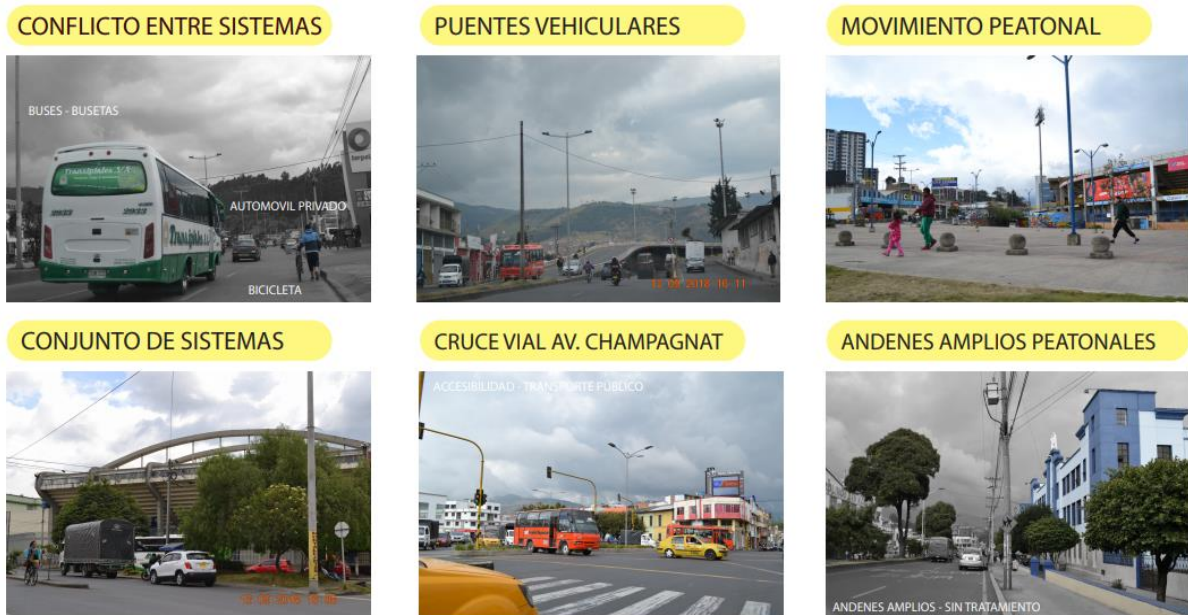 CONFLICTO ENTRE SISTEMAS
PUENTES VEHICULARES
MOVIMIENTO PEATONAL
BUSES - BUSETAS
AUTOMOVIL PRIVADO
BICICLETA
Transipiales S.A.
CONJUNTO DE SISTEMAS
CRUCE VIAL AV. CHAMPAGNAT
ANDENES AMPLIOS PEATONALES
ACCESIBILIDAD - TRANSPORTE PÚBLICO
ANDENES AMPLIOS - SIN TRATAMIENTO